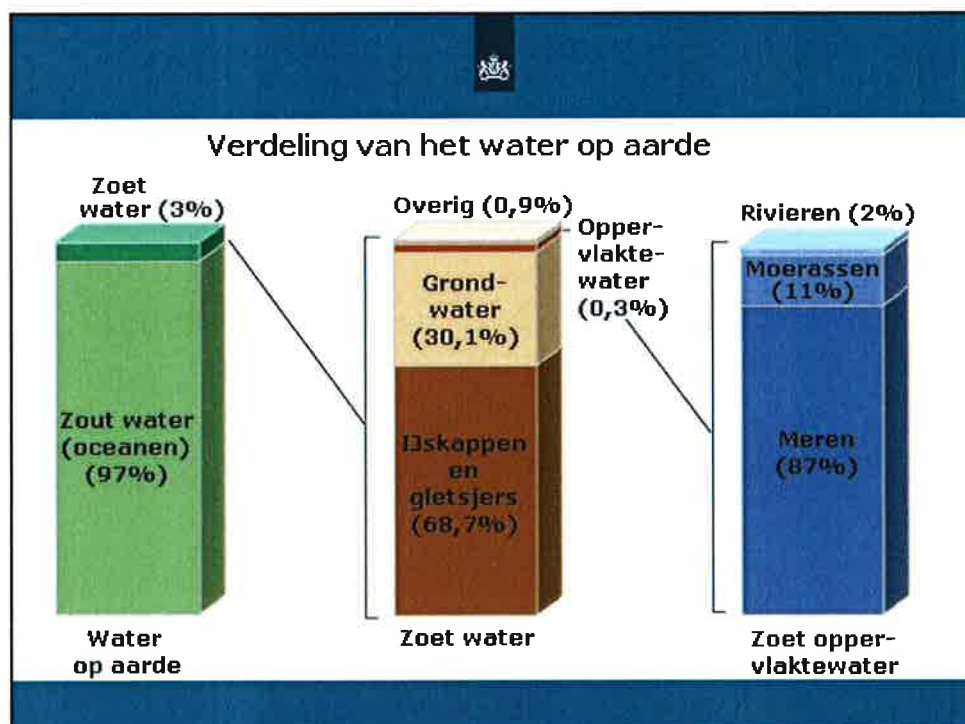 Verdeling van het water op aarde
Zoet
water (3%)
Zout water
(oceanen)
(97%)
Water
op aarde
Overig (0,9%)
Opper-
vlakte-
water
(0,3%)
Grond-
water
(30,1%)
IJskappen
en
gletsjers
(68,7%)
Zoet water
Rivieren (2%)
Moerassen
(11%)
Meren
(87%)
Zoet opper-
vlaktewater